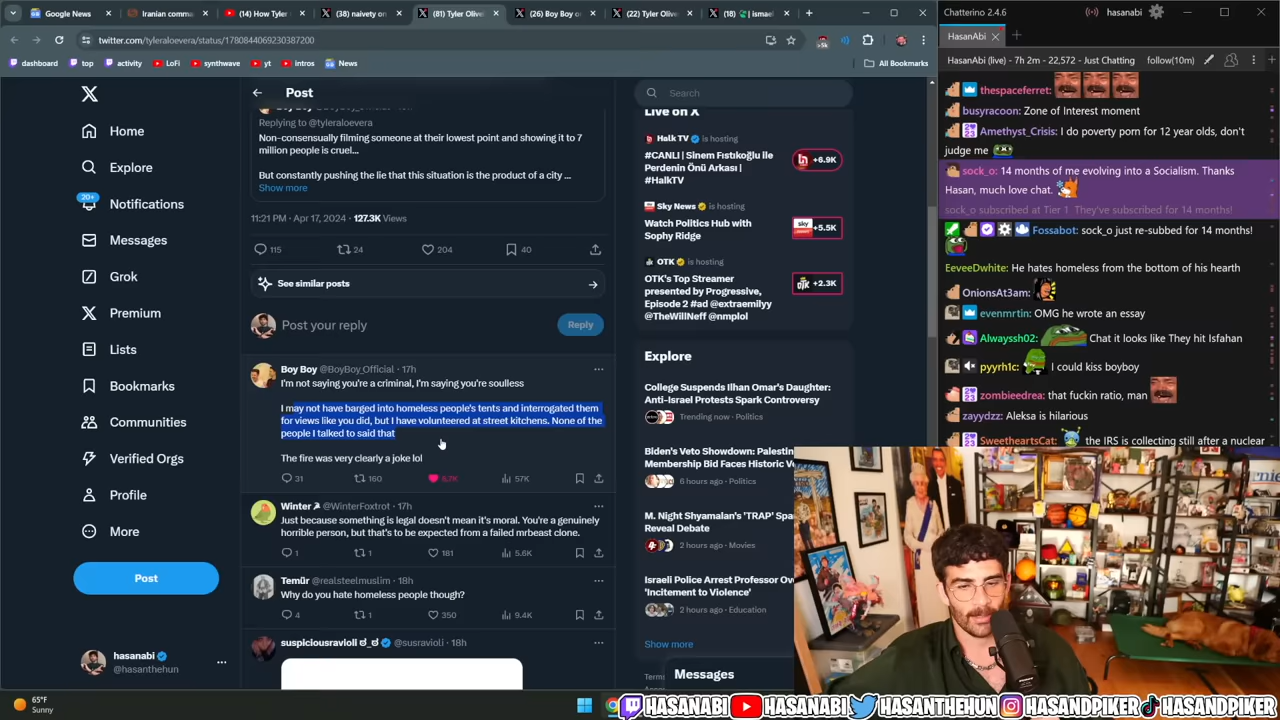 Google News
Iranian comma
(14) How Tyler
(38) naivety on
(81) Tyler Olive
(26) Boy Boy o
(22) Tyler Oliv
(18)
ismael
twitter.com/tyleraloevera/status/1780844069230387200
>5k
dashboard
top
activity
LoFi
synthwave
yt
intros
News
All Bookmarks
Home
Explore
20+
Notifications
Messages
Grok
Premium
Lists
Bookmarks
Communities
Verified Orgs
Profile
More
Post
hasanabi
@hasanthehun
65°F
Sunny
Post
Replying to @tyleraloevera
Non-consensually filming someone at their lowest point and showing it to 7
million people is cruel...
But constantly pushing the lie that this situation is the product of a city ...
Show more
11:21 PM · Apr 17, 2024 · 127.3K Views
115
24
204
40
See similar posts
Post your reply
Reply
Boy Boy @BoyBoy_Official · 17h
I'm not saying you're a criminal, I'm saying you're soulless
I may not have barged into homeless people's tents and interrogated them
for views like you did, but I have volunteered at street kitchens. None of the
people I talked to said that
The fire was very clearly a joke lol
31
160
57K
Winter @WinterFoxtrot · 17h
Just because something is legal doesn't mean it's moral. You're a genuinely
horrible person, but that's to be expected from a failed mrbeast clone.
1
1
181
5.6K
Temür @realsteelmuslim · 18h
Why do you hate homeless people though?
4
1
350
9.4K
suspiciousravioli ಠ_ಠ @susravioli · 18h
Search
Live on X
Halk TV is hosting
#CANLI | Sinem Fıstıkoğlu ile
Perdenin Önü Arkası |
#HalkTV
+6.9K
Sky News is hosting
Watch Politics Hub with
Sophy Ridge
+5.5K
OTK is hosting
OTK's Top Streamer
presented by Progressive,
Episode 2 #ad @extraemilyy
@TheWillNeff @nmplol
+2.3K
Explore
College Suspends Ilhan Omar's Daughter:
Anti-Israel Protests Spark Controversy
Trending now · Politics
Biden's Veto Showdown: Palestin
Membership Bid Faces Historic V
6 hours ago · Politics
M. Night Shyamalan's 'TRAP' Spa
Reveal Debate
2 hours ago · Movies
Israeli Police Arrest Professor Ov
'Incitement to Violence'
2 hours ago · Education
Show more
Terms
Messages
Chatterino 2.4.6
hasanabi
HasanAbi
HasanAbi (live) - 7h 2m - 22,572 - Just Chatting
follow(10m)
thespaceferret:
busyracoon: Zone of Interest moment
Amethyst_Crisis: I do poverty porn for 12 year olds, don't
judge me
sock_o: 14 months of me evolving into a Socialism. Thanks
Hasan, much love chat.
sock_o subscribed at Tier 1 They've subscribed for 14 months!
Fossabot: sock_o just re-subbed for 14 months!
EeveeDwhite: He hates homeless from the bottom of his hearth
OnionsAt3am:
evenmrtin: OMG he wrote an essay
Alwayssh02: Chat it looks like They hit Isfahan
pyyrh1c: I could kiss boyboy
zombieedrea: that fuckin ratio, man
zayydzz: Aleksa is hilarious
SweetheartsCat: the IRS is collecting still after a nuclear
HASANABI HASANABI HASANTHEHUN HASANDPIKER HASANDPIKER